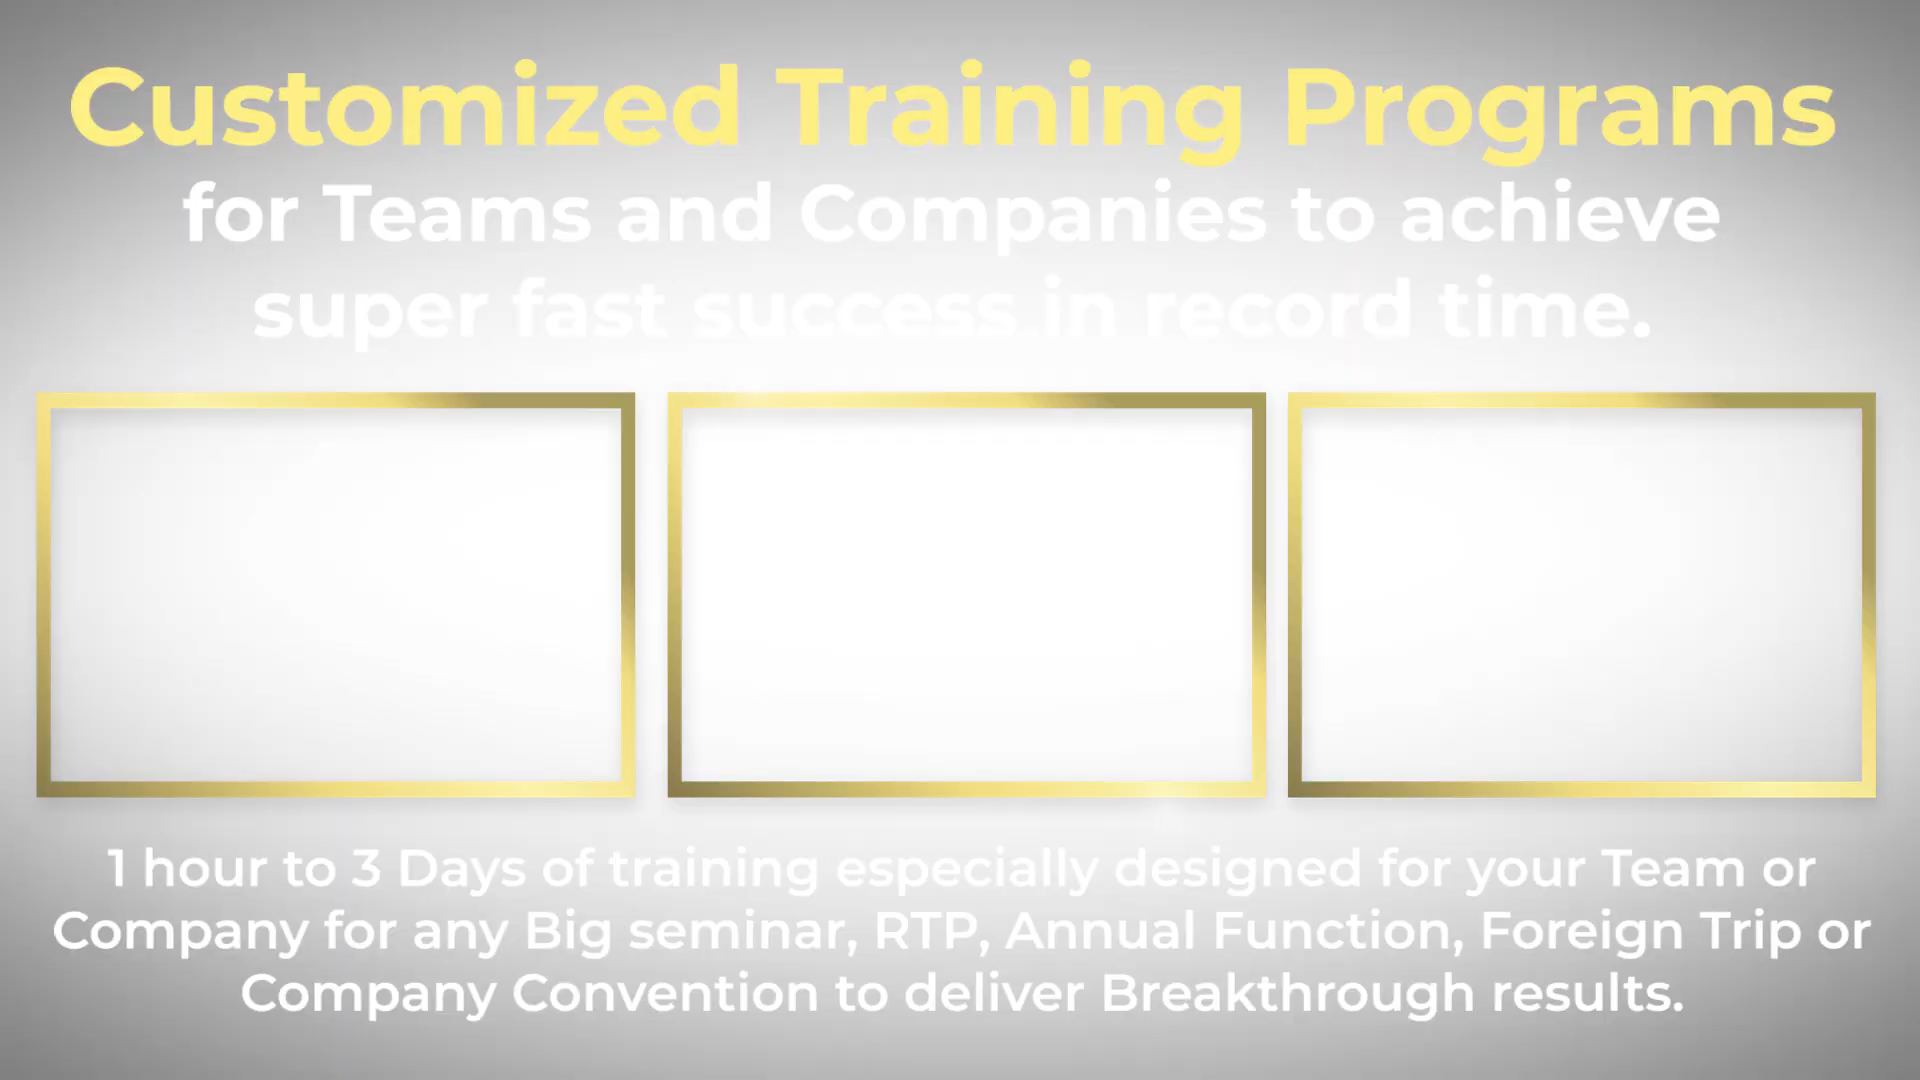 Customized Training Programs
for Teams and Companies to achieve
super fast success in record time.
1 hour to 3 Days of training especially designed for your Team or
Company for any Big seminar, RTP, Annual Function, Foreign Trip or
Company Convention to deliver Breakthrough results.